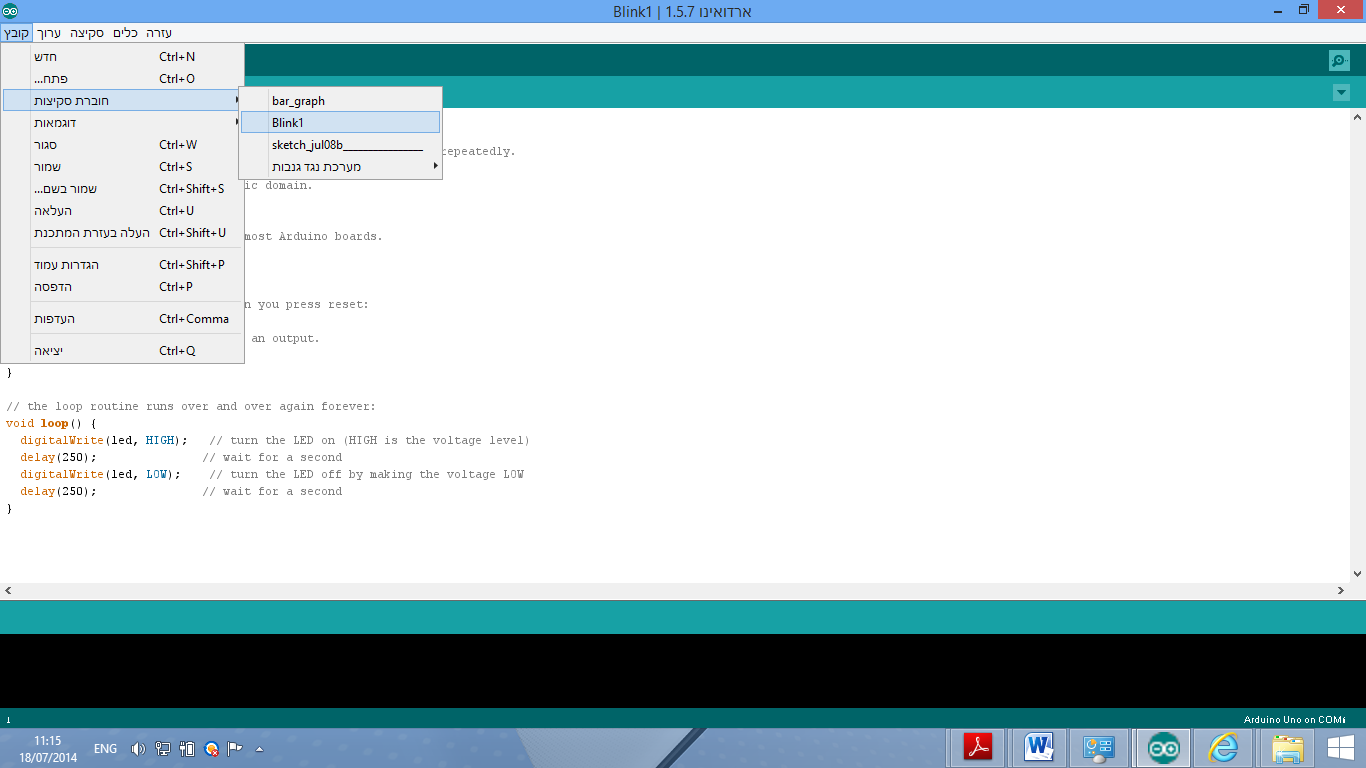 ארדואינו 1.5.7 | Blink1
קובץ ערוך סקיצה כלים עזרה
חדש Ctrl+N
פתח... Ctrl+O
חוברת סקיצות
דוגמאות
סגור Ctrl+W
שמור Ctrl+S
שמור בשם... Ctrl+Shift+S
העלאה Ctrl+U
העלה בעזרת המתכנת Ctrl+Shift+U
הגדרות עמוד Ctrl+Shift+P
הדפסה Ctrl+P
העדפות Ctrl+Comma
יציאה Ctrl+Q
bar_graph
Blink1
sketch_jul08b________________
מערכת נגד גנבות
epeatedly.
ic domain.
most Arduino boards.
n you press reset:
an output.
}
// the loop routine runs over and over again forever:
void loop() {
digitalWrite(led, HIGH);   // turn the LED on (HIGH is the voltage level)
delay(250);               // wait for a second
digitalWrite(led, LOW);    // turn the LED off by making the voltage LOW
delay(250);               // wait for a second
}
1
Arduino Uno on COM
11:15
18/07/2014
ENG